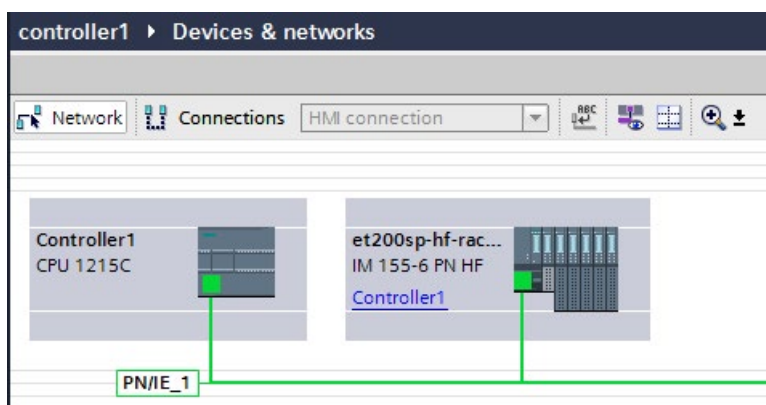 controller1 ▸ Devices & networks
Network Connections HMI connection ABC
Controller1
CPU 1215C
et200sp-hf-rac...
IM 155-6 PN HF
Controller1
PN/IE_1